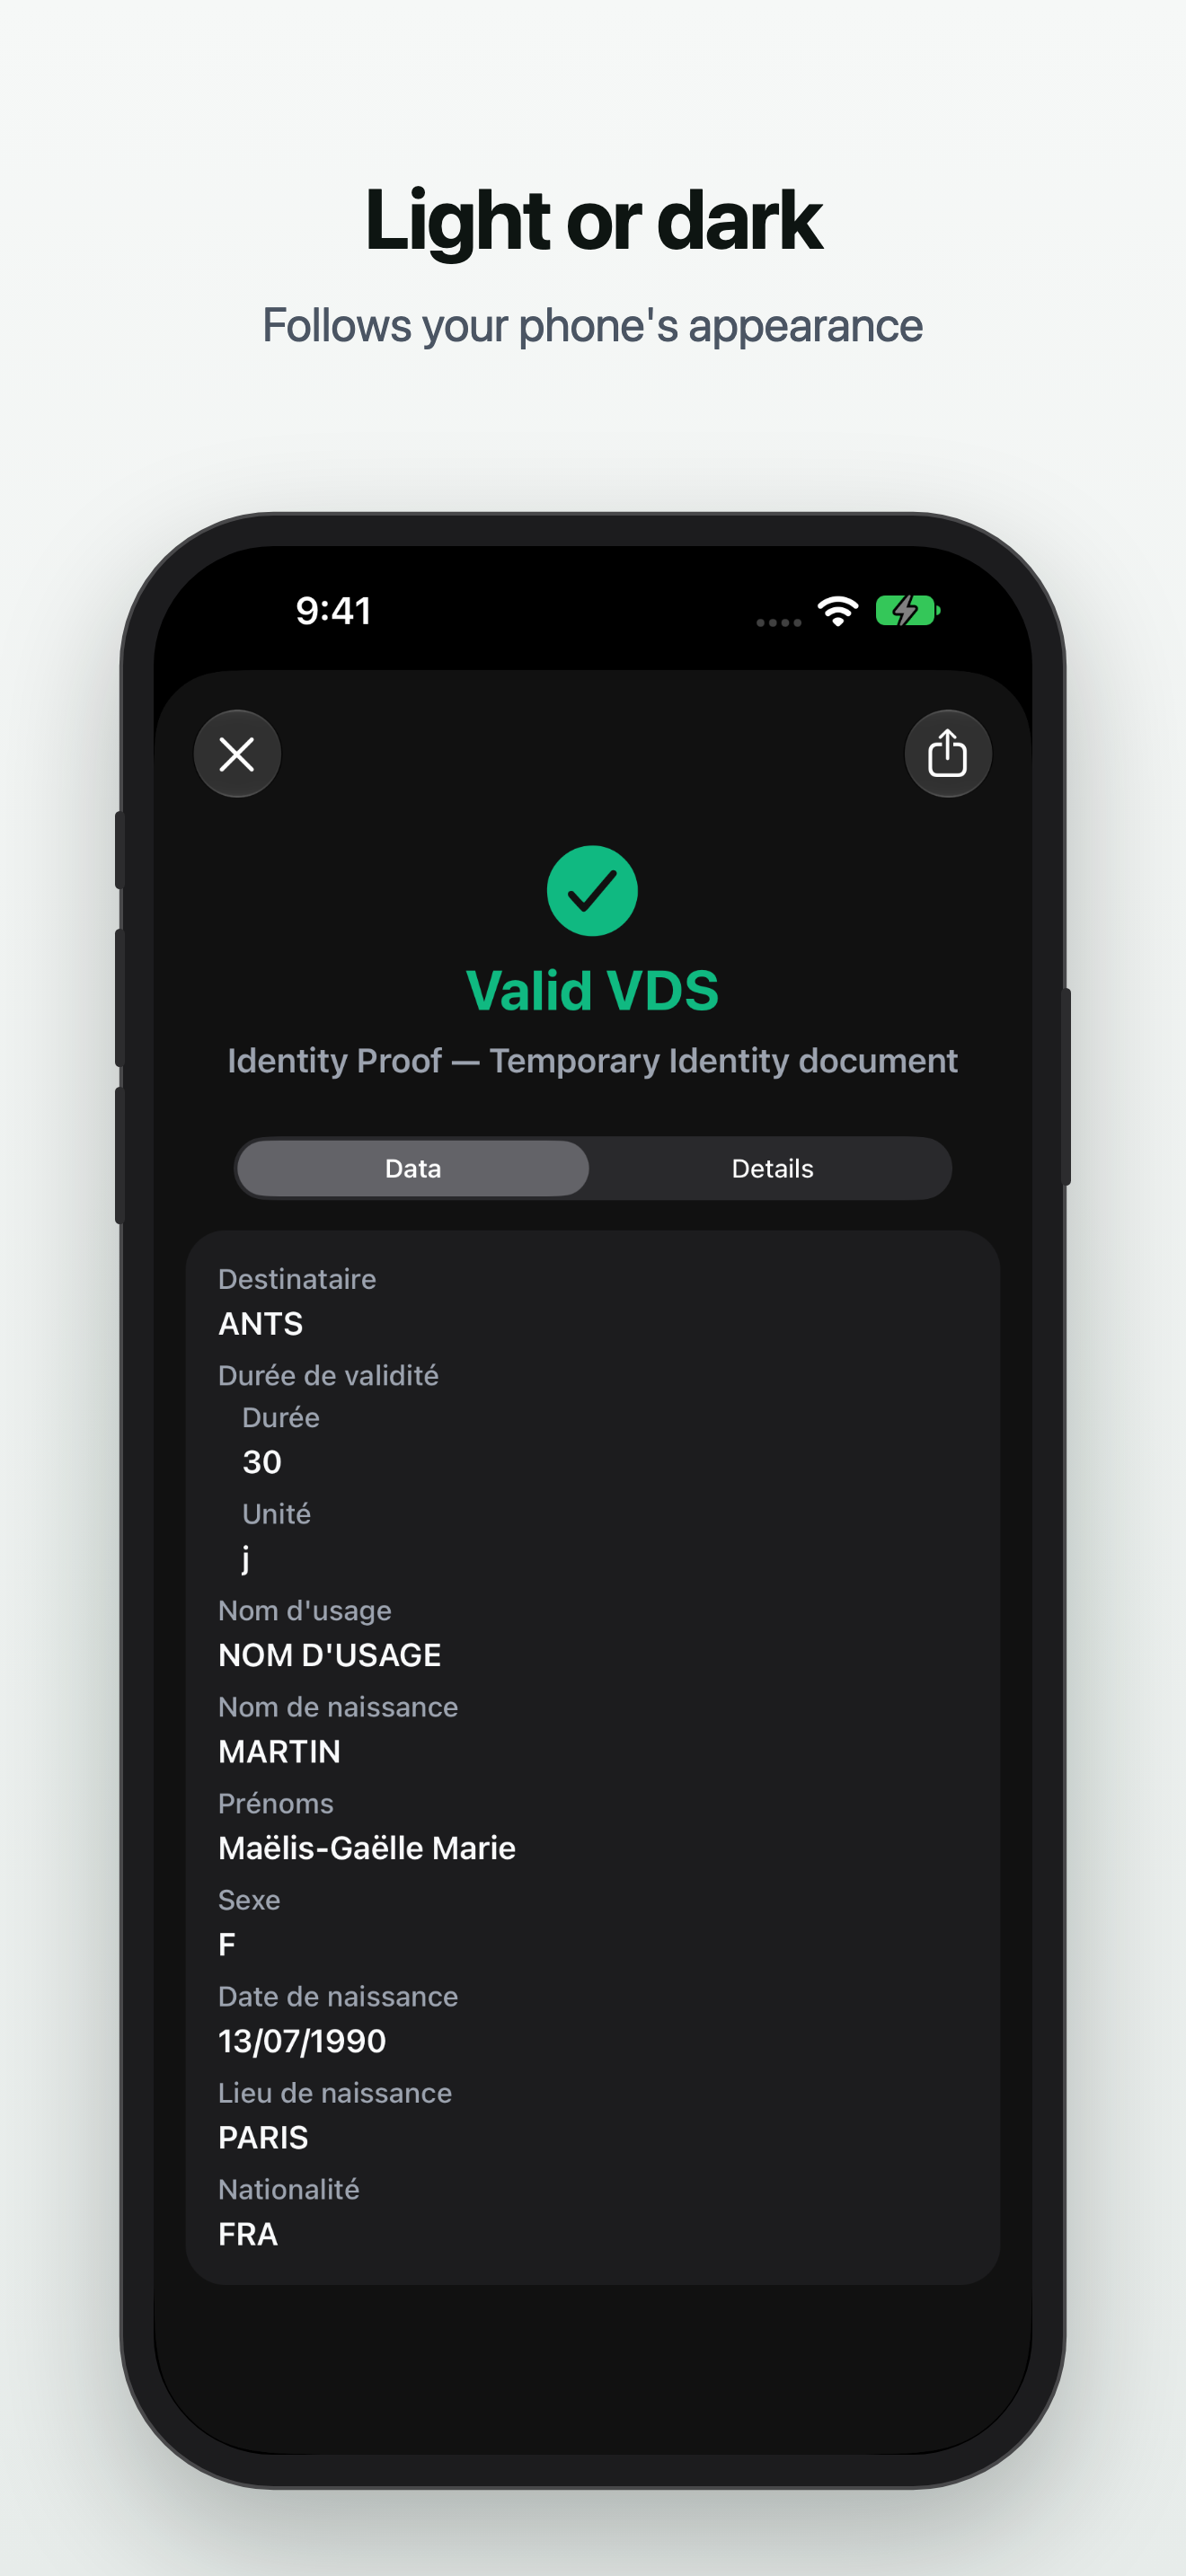 Light or dark
Follows your phone's appearance
9:41
Valid VDS
Identity Proof — Temporary Identity document
Data
Details
Destinataire
ANTS
Durée de validité
Durée
30
Unité
j
Nom d'usage
NOM D'USAGE
Nom de naissance
MARTIN
Prénoms
Maëlis-Gaëlle Marie
Sexe
F
Date de naissance
13/07/1990
Lieu de naissance
PARIS
Nationalité
FRA